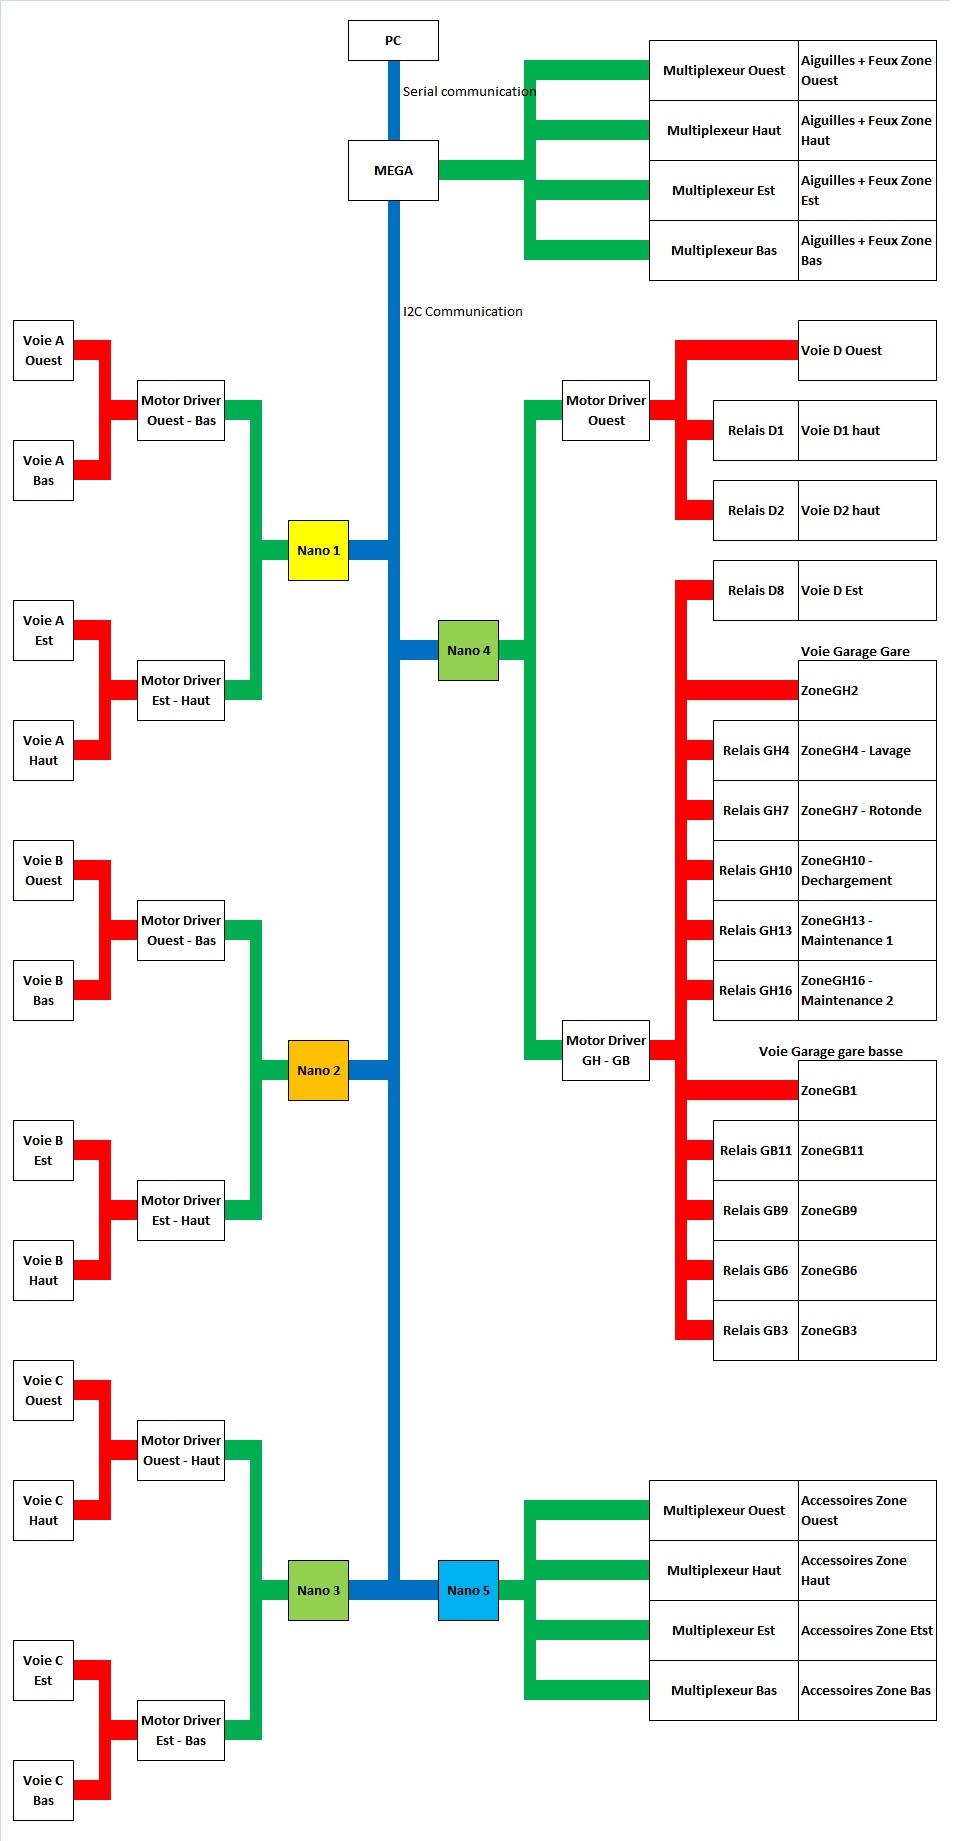 PC
Serial communication
MEGA
Multiplexeur Ouest
Aiguilles + Feux Zone
Ouest
Multiplexeur Haut
Aiguilles + Feux Zone
Haut
Multiplexeur Est
Aiguilles + Feux Zone
Est
Multiplexeur Bas
Aiguilles + Feux Zone
Bas
I2C Communication
Voie A
Ouest
Motor Driver
Ouest - Bas
Voie A
Bas
Nano 1
Voie A
Est
Motor Driver
Est - Haut
Voie A
Haut
Voie B
Ouest
Motor Driver
Ouest - Bas
Voie B
Bas
Nano 2
Voie B
Est
Motor Driver
Est - Haut
Voie B
Haut
Voie C
Ouest
Motor Driver
Ouest - Haut
Voie C
Haut
Nano 3
Voie C
Est
Motor Driver
Est - Bas
Voie C
Bas
Nano 4
Motor Driver
Ouest
Voie D Ouest
Relais D1
Voie D1 haut
Relais D2
Voie D2 haut
Relais D8
Voie D Est
Voie Garage Gare
ZoneGH2
Relais GH4
ZoneGH4 - Lavage
Relais GH7
ZoneGH7 - Rotonde
Relais GH10
ZoneGH10 -
Dechargement
Relais GH13
ZoneGH13 -
Maintenance 1
Relais GH16
ZoneGH16 -
Maintenance 2
Motor Driver
GH - GB
Voie Garage gare basse
ZoneGB1
Relais GB11
ZoneGB11
Relais GB9
ZoneGB9
Relais GB6
ZoneGB6
Relais GB3
ZoneGB3
Nano 5
Multiplexeur Ouest
Accessoires Zone
Ouest
Multiplexeur Haut
Accessoires Zone
Haut
Multiplexeur Est
Accessoires Zone Etst
Multiplexeur Bas
Accessoires Zone Bas